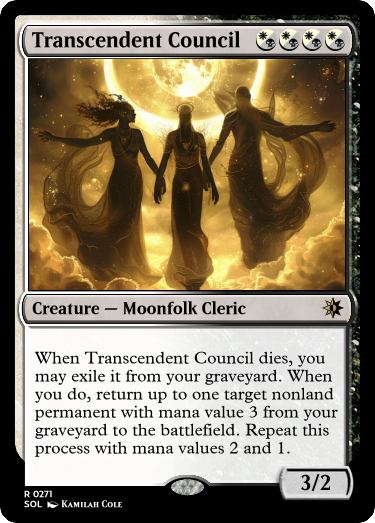 Transcendent Council
Creature — Moonfolk Cleric
When Transcendent Council dies, you
may exile it from your graveyard. When
you do, return up to one target nonland
permanent with mana value 3 from your
graveyard to the battlefield. Repeat this
process with mana values 2 and 1.
3/2
R 0271
SOL Kamilah Cole